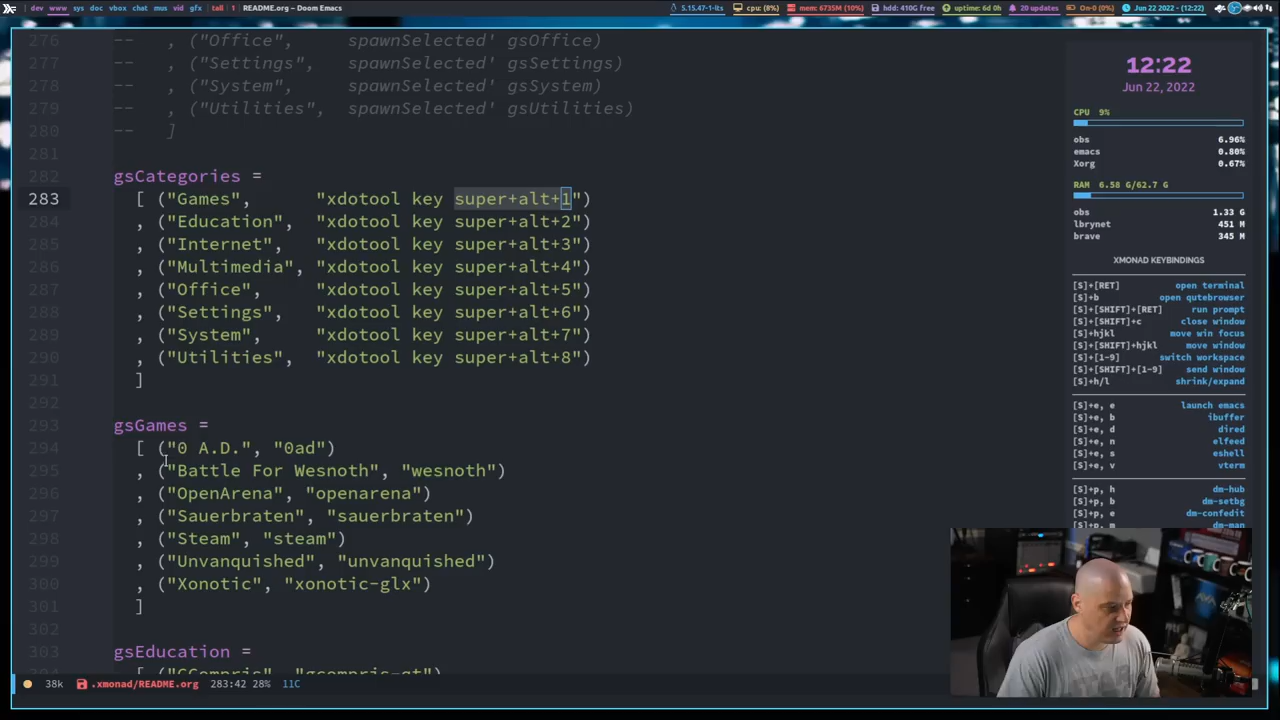 dev www sys doc vbox chat mus vid gfx | tall | 1 | README.org – Doom Emacs
5.15.47-1-lts cpu: (8%) mem: 6735M (10%) hdd: 410G free uptime: 6d 0h 20 updates On-0 (0%) Jun 22 2022 - (12:22)
276 -- , ("Office", spawnSelected' gsOffice)
277 -- , ("Settings", spawnSelected' gsSettings)
278 -- , ("System", spawnSelected' gsSystem)
279 -- , ("Utilities", spawnSelected' gsUtilities)
280 -- ]
281
282 gsCategories =
283 [ ("Games", "xdotool key super+alt+1")
284 , ("Education", "xdotool key super+alt+2")
285 , ("Internet", "xdotool key super+alt+3")
286 , ("Multimedia", "xdotool key super+alt+4")
287 , ("Office", "xdotool key super+alt+5")
288 , ("Settings", "xdotool key super+alt+6")
289 , ("System", "xdotool key super+alt+7")
290 , ("Utilities", "xdotool key super+alt+8")
291 ]
292
293 gsGames =
294 [ ("0 A.D.", "0ad")
295 , ("Battle For Wesnoth", "wesnoth")
296 , ("OpenArena", "openarena")
297 , ("Sauerbraten", "sauerbraten")
298 , ("Steam", "steam")
299 , ("Unvanquished", "unvanquished")
300 , ("Xonotic", "xonotic-glx")
301 ]
302
303 gsEducation =
304 [ ("GCompris", "gcompris-qt")
38k .xmonad/README.org 283:42 28% 11C
12:22
Jun 22, 2022
CPU 9%
obs 6.96%
emacs 0.80%
Xorg 0.67%
RAM 6.58 G/62.7 G
obs 1.33 G
lbrynet 451 M
brave 345 M
XMONAD KEYBINDINGS
[S]+[RET] open terminal
[S]+b open qutebrowser
[S]+[SHIFT]+[RET] run prompt
[S]+[SHIFT]+c close window
[S]+hjkl move win focus
[S]+[SHIFT]+hjkl move window
[S]+[1-9] switch workspace
[S]+[SHIFT]+[1-9] send window
[S]+h/l shrink/expand
[S]+e, e launch emacs
[S]+e, b ibuffer
[S]+e, d dired
[S]+e, n elfeed
[S]+e, s eshell
[S]+e, v vterm
[S]+p, h dm-hub
[S]+p, b dm-setbg
[S]+p, e dm-confedit
[S]+p, m dm-man